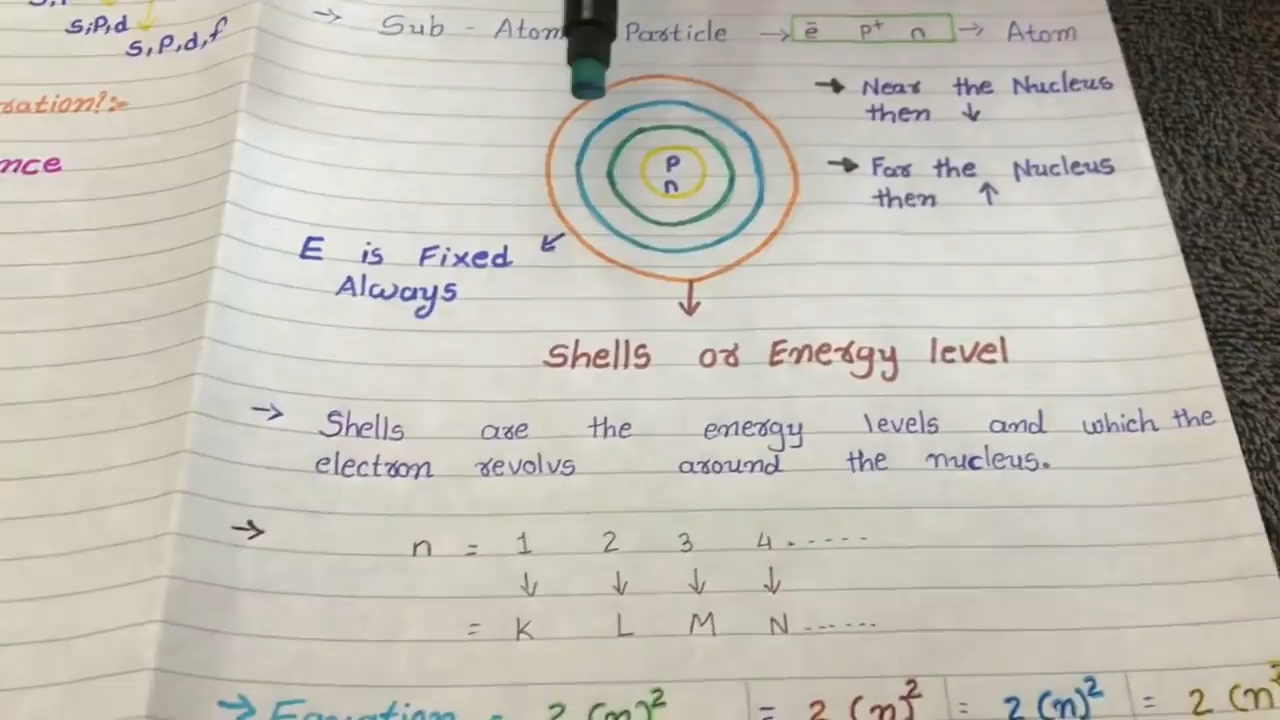 s,p,d
s,p,d,f
→ Sub - Atom Particle → ē p⁺ n → Atom
→ Near the Nucleus
then ↓
p
n
→ Far the Nucleus
then ↑
E is Fixed
Always
Shells or Energy level
→ Shells are the energy levels and which the
electron revolvs around the nucleus.
→ n = 1 2 3 4 . - - - - -
↓ ↓ ↓ ↓
= K L M N - - - - - -
→ Equation - 2(n)² = 2(n)² = 2(n)² = 2(n)²